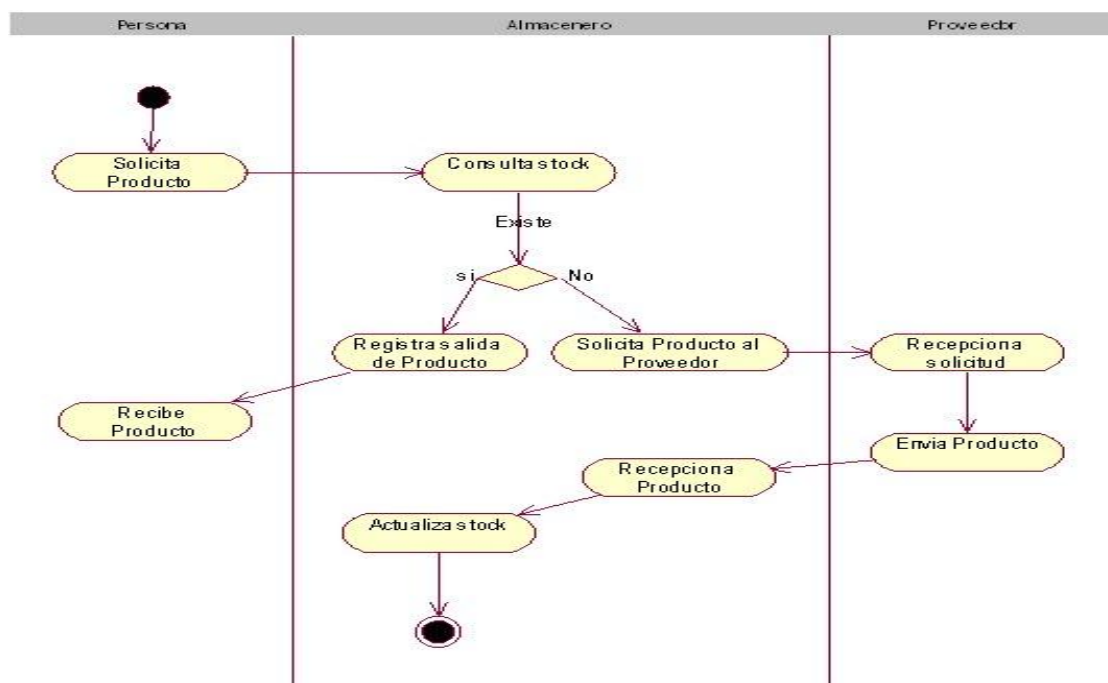 Persona
Almacenero
Proveedor
Solicita
Producto
Consulta stock
Existe
si
No
Registra salida
de Producto
Solicita Producto al
Proveedor
Recepciona
solicitud
Recibe
Producto
Envia Producto
Recepciona
Producto
Actualiza stock